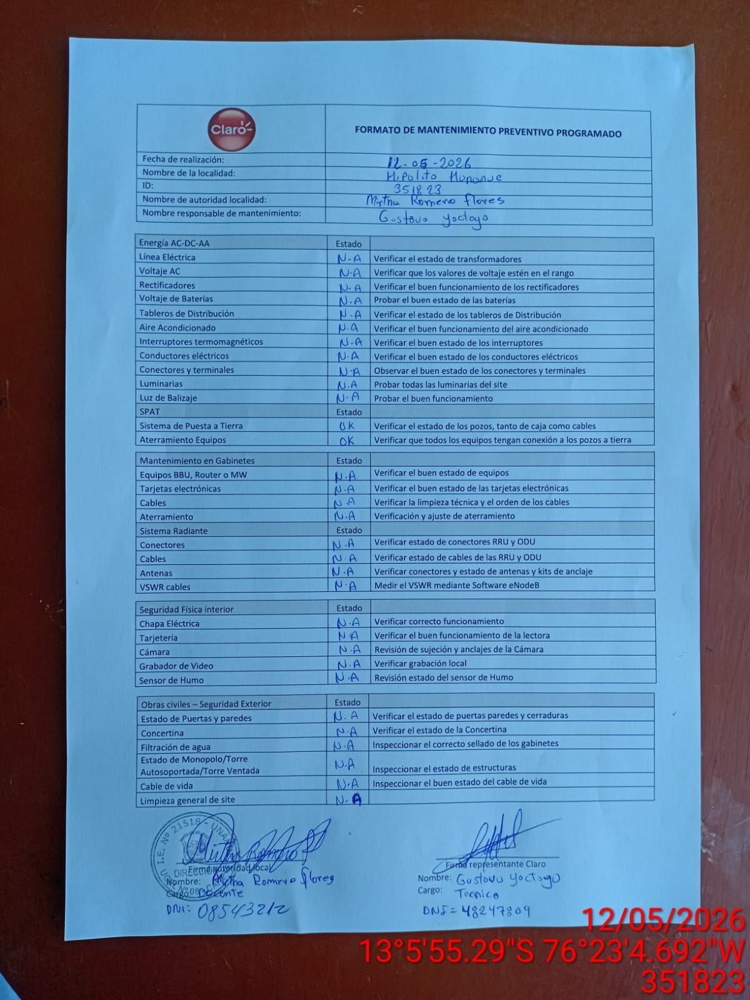 Claro
FORMATO DE MANTENIMIENTO PREVENTIVO PROGRAMADO
Fecha de realización: 12-05-2026
Nombre de la localidad: Hipolito Hunanue
ID: 351823
Nombre de autoridad localidad: Mirtha Romero flores
Nombre responsable de mantenimiento: Gustavo Yoctayo
Energía AC-DC-AA Estado
Línea Eléctrica N-A Verificar el estado de transformadores
Voltaje AC N-A Verificar que los valores de voltaje estén en el rango
Rectificadores N.A Verificar el buen funcionamiento de los rectificadores
Voltaje de Baterías N.A Probar el buen estado de las baterías
Tableros de Distribución N.A Verificar el estado de los tableros de Distribución
Aire Acondicionado N.A Verificar el buen funcionamiento del aire acondicionado
Interruptores termomagnéticos N.A Verificar el buen estado de los interruptores
Conductores eléctricos N.A Verificar el buen estado de los conductores eléctricos
Conectores y terminales N-A Observar el buen estado de los conectores y terminales
Luminarias N.A Probar todas las luminarias del site
Luz de Balizaje N.A Probar el buen funcionamiento
SPAT Estado
Sistema de Puesta a Tierra OK Verificar el estado de los pozos, tanto de caja como cables
Aterramiento Equipos OK Verificar que todos los equipos tengan conexión a los pozos a tierra
Mantenimiento en Gabinetes Estado
Equipos BBU, Router o MW N.A Verificar el buen estado de equipos
Tarjetas electrónicas N.A Verificar el buen estado de las tarjetas electrónicas
Cables N.A Verificar la limpieza técnica y el orden de los cables
Aterramiento N.A Verificación y ajuste de aterramiento
Sistema Radiante Estado
Conectores N.A Verificar estado de conectores RRU y ODU
Cables N.A Verificar estado de cables de las RRU y ODU
Antenas N.A Verificar conectores y estado de antenas y kits de anclaje
VSWR cables N.A Medir el VSWR mediante Software eNodeB
Seguridad Física interior Estado
Chapa Eléctrica N.A Verificar correcto funcionamiento
Tarjetería N.A Verificar el buen funcionamiento de la lectora
Cámara N.A Revisión de sujeción y anclajes de la Cámara
Grabador de Video N.A Verificar grabación local
Sensor de Humo N.A Revisión estado del sensor de Humo
Obras civiles – Seguridad Exterior Estado
Estado de Puertas y paredes N.A Verificar el estado de puertas paredes y cerraduras
Concertina N.A Verificar el estado de la Concertina
Filtración de agua N.A Inspeccionar el correcto sellado de los gabinetes
Estado de Monopolo/Torre
Autosoportada/Torre Ventada N.A Inspeccionar el estado de estructuras
Cable de vida N.A Inspeccionar el buen estado del cable de vida
Limpieza general de site N-A
I.E. Nº 21518 -
DIRECCION
Firma autoridad local
Nombre: Mirtha Romero flores
Cargo: Docente
DNI: 08543212
Firma representante Claro
Nombre: Gustavo Yoctayo
Cargo: Tecnico
DNI = 48247809
12/05/2026
13°5'55.29"S 76°23'4.692"W
351823